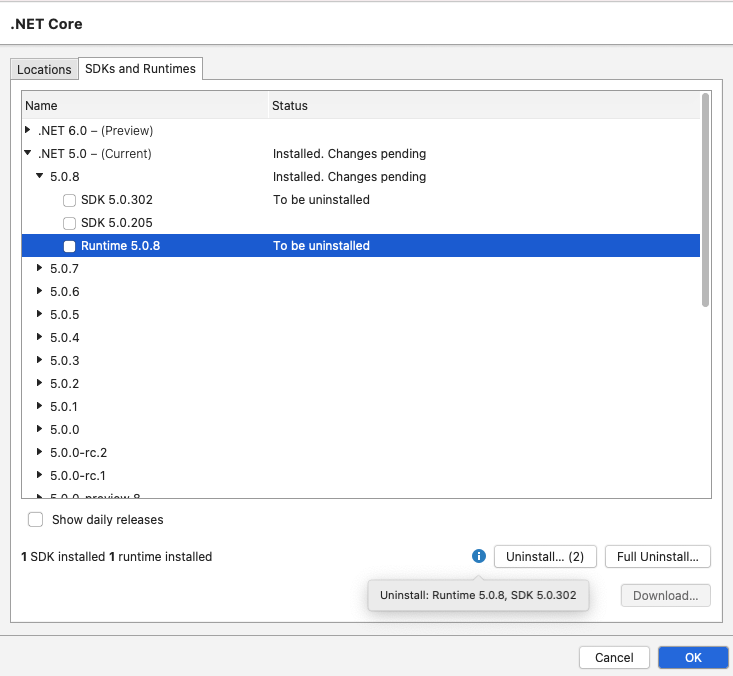 .NET Core
Locations
SDKs and Runtimes
Name Status
.NET 6.0 – (Preview)
.NET 5.0 – (Current) Installed. Changes pending
5.0.8 Installed. Changes pending
SDK 5.0.302 To be uninstalled
SDK 5.0.205
Runtime 5.0.8 To be uninstalled
5.0.7
5.0.6
5.0.5
5.0.4
5.0.3
5.0.2
5.0.1
5.0.0
5.0.0-rc.2
5.0.0-rc.1
5.0.0-preview.8
Show daily releases
1 SDK installed 1 runtime installed
Uninstall... (2)
Full Uninstall...
Uninstall: Runtime 5.0.8, SDK 5.0.302
Download...
Cancel
OK